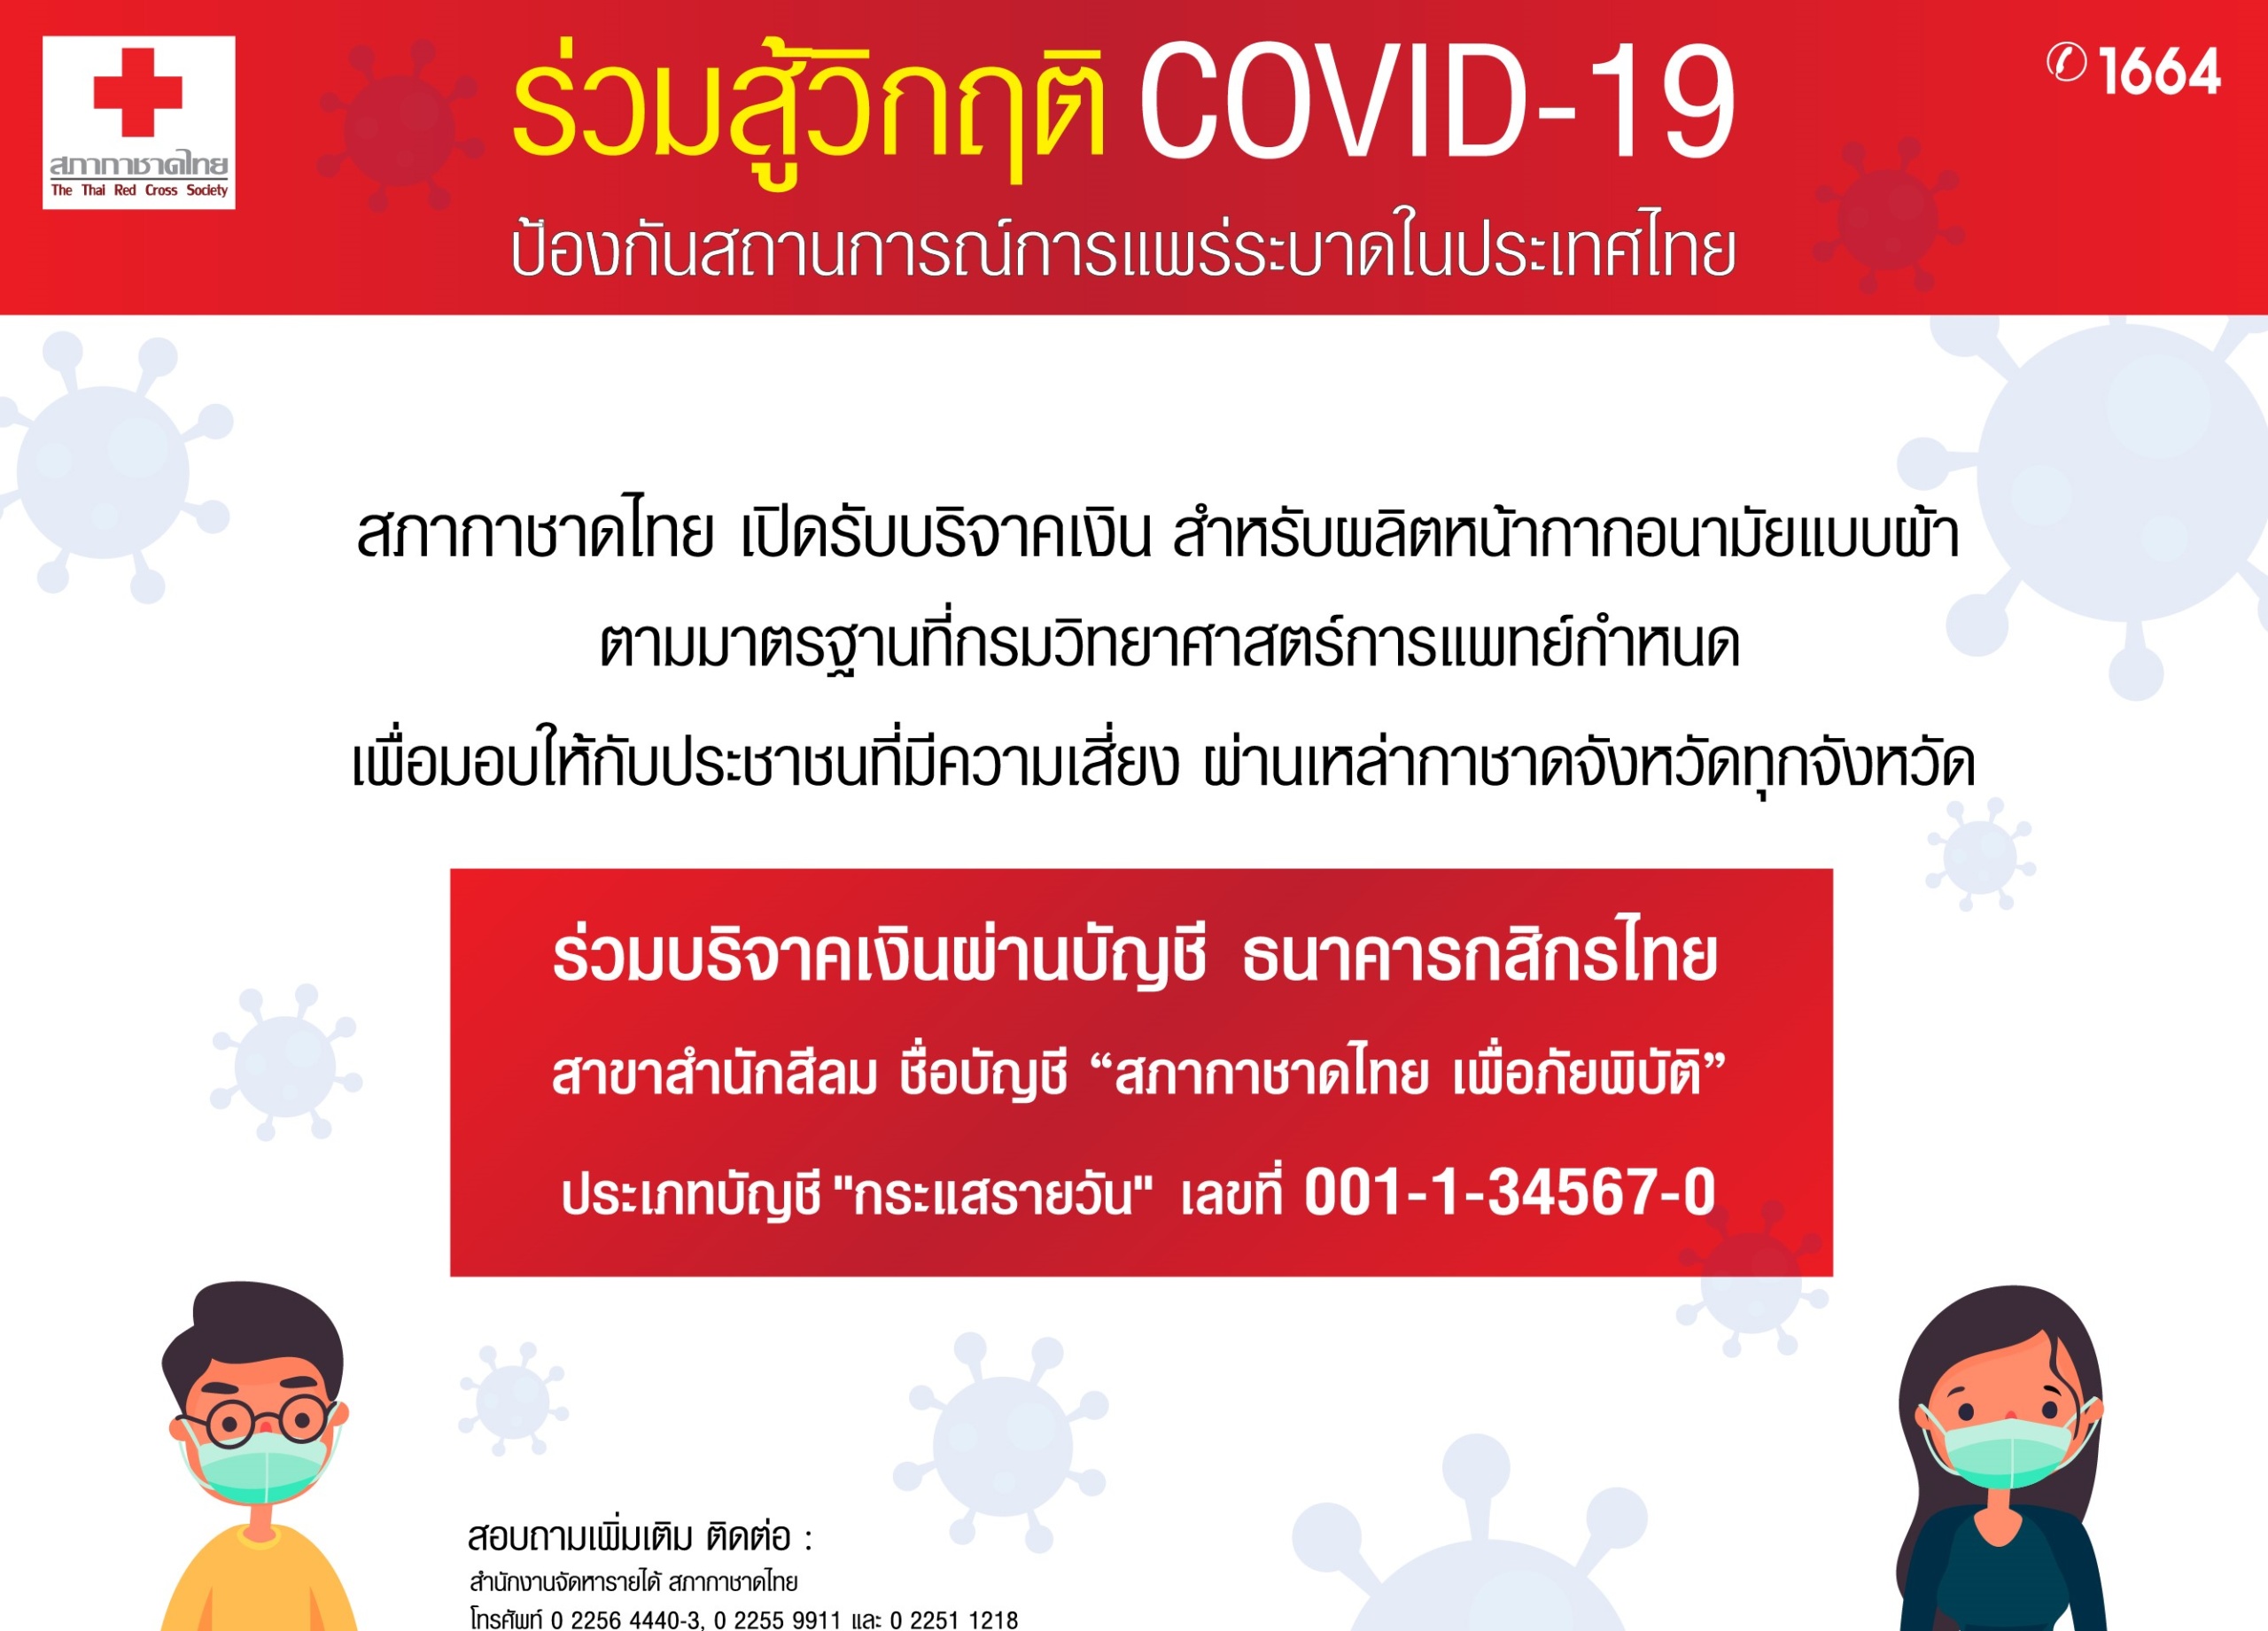 สภากาชาดไทย
The Thai Red Cross Society
ร่วมสู้วิกฤติ COVID-19
ป้องกันสถานการณ์การแพร่ระบาดในประเทศไทย
✆ 1664
สภากาชาดไทย เปิดรับบริจาคเงิน สำหรับผลิตหน้ากากอนามัยแบบผ้า
ตามมาตรฐานที่กรมวิทยาศาสตร์การแพทย์กำหนด
เพื่อมอบให้กับประชาชนที่มีความเสี่ยง ผ่านเหล่ากาชาดจังหวัดทุกจังหวัด
ร่วมบริจาคเงินผ่านบัญชี ธนาคารกสิกรไทย
สาขาสำนักสีลม ชื่อบัญชี “สภากาชาดไทย เพื่อภัยพิบัติ”
ประเภทบัญชี "กระแสรายวัน" เลขที่ 001-1-34567-0
สอบถามเพิ่มเติม ติดต่อ :
สำนักงานจัดหารายได้ สภากาชาดไทย
โทรศัพท์ 0 2256 4440-3, 0 2255 9911 และ 0 2251 1218